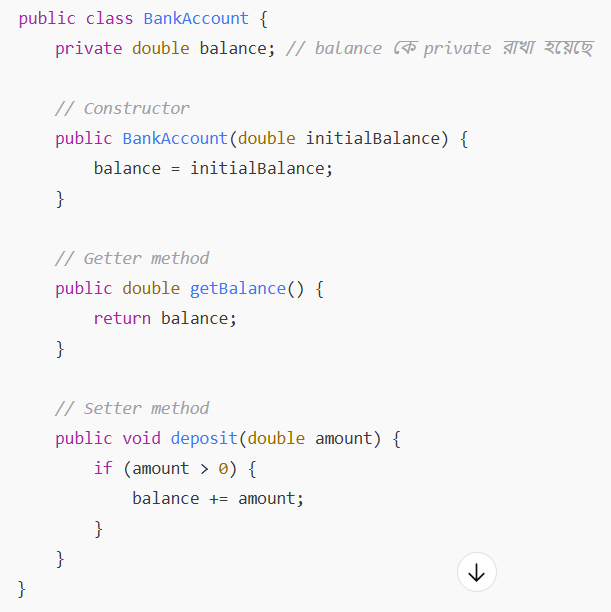 public class BankAccount {
    private double balance; // balance কে private রাখা হয়েছে
    // Constructor
    public BankAccount(double initialBalance) {
        balance = initialBalance;
    }
    // Getter method
    public double getBalance() {
        return balance;
    }
    // Setter method
    public void deposit(double amount) {
        if (amount > 0) {
            balance += amount;
        }
    }
}